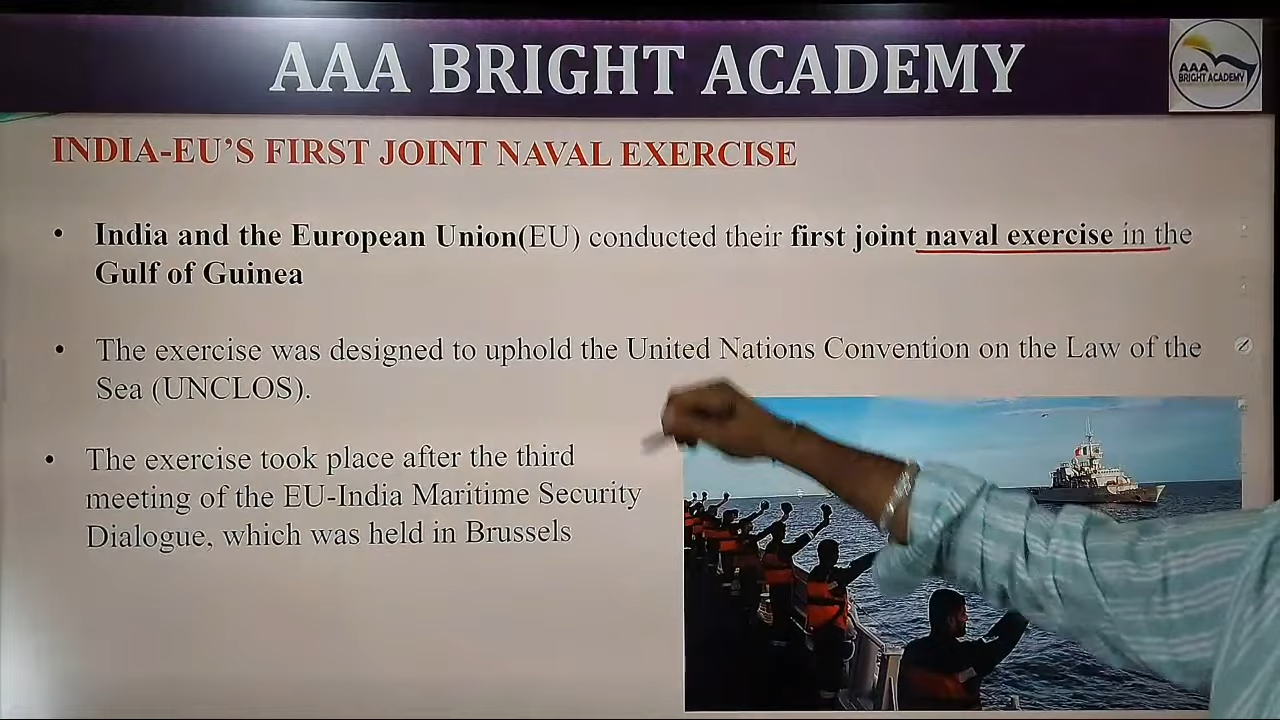 AAA BRIGHT ACADEMY
AAA
BRIGHT ACADEMY
INDIA-EU'S FIRST JOINT NAVAL EXERCISE
• India and the European Union(EU) conducted their first joint naval exercise in the
Gulf of Guinea
• The exercise was designed to uphold the United Nations Convention on the Law of the
Sea (UNCLOS).
• The exercise took place after the third
meeting of the EU-India Maritime Security
Dialogue, which was held in Brussels